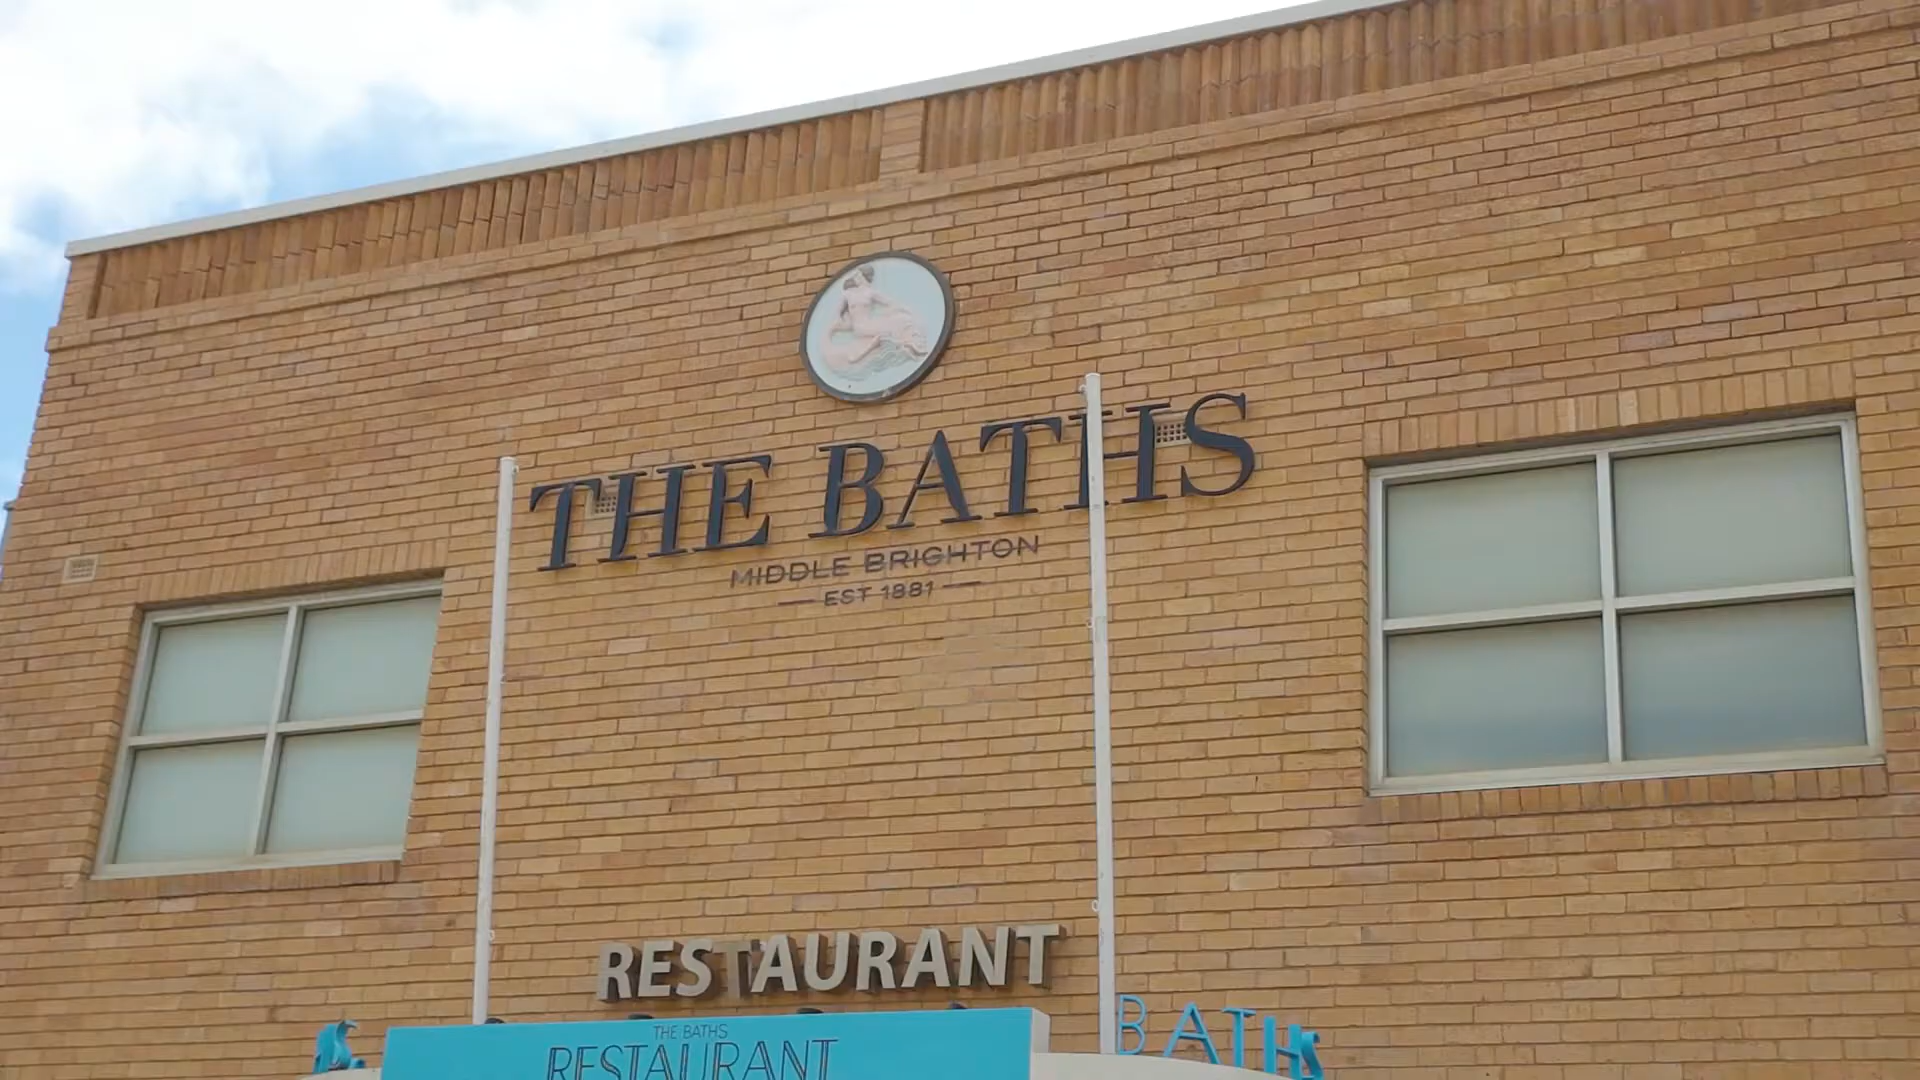 THE BATHS
MIDDLE BRIGHTON
EST 1881
RESTAURANT
THE BATHS
RESTAURANT
BATHS